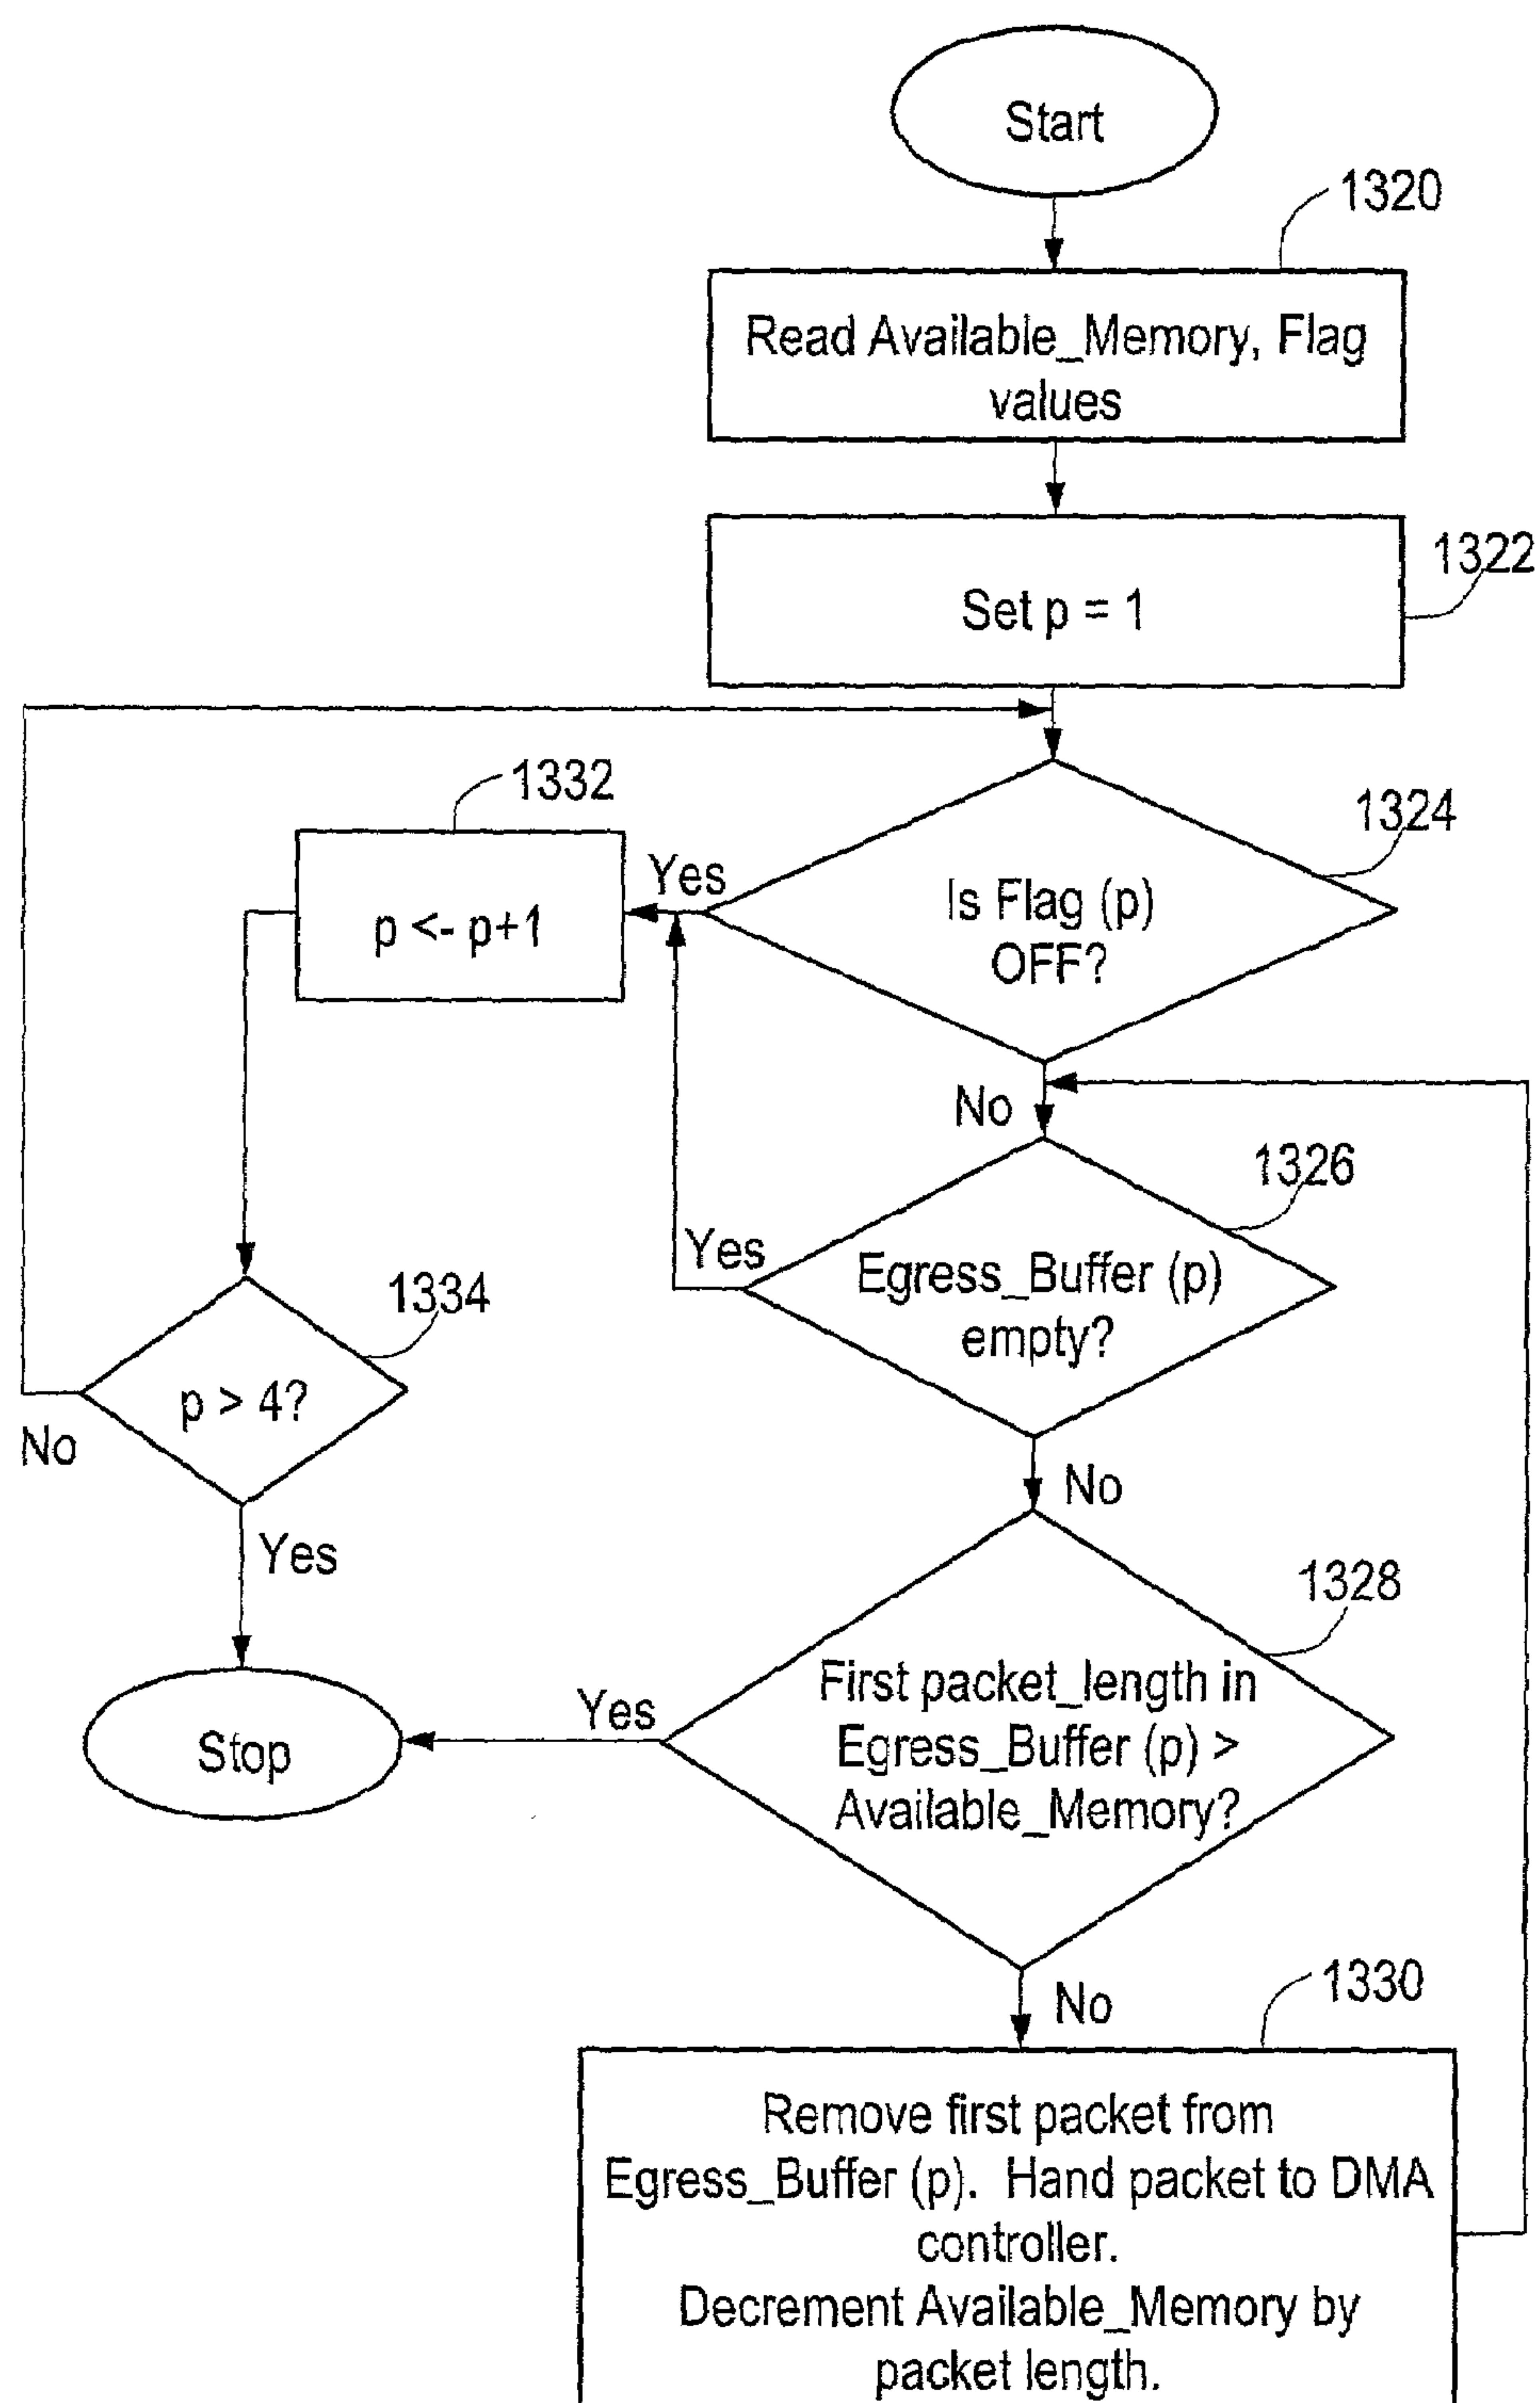 Start
1320
Read Available_Memory, Flag
values
1322
Set p = 1
1332
1324
Yes
p <- p+1
Is Flag (p)
OFF?
No
1326
Yes
Egress_Buffer (p)
empty?
1334
p > 4?
No
No
Yes
1328
First packet_length in
Egress_Buffer (p) >
Available_Memory?
Yes
Stop
No
1330
Remove first packet from
Egress_Buffer (p). Hand packet to DMA
controller.
Decrement Available_Memory by
packet length.